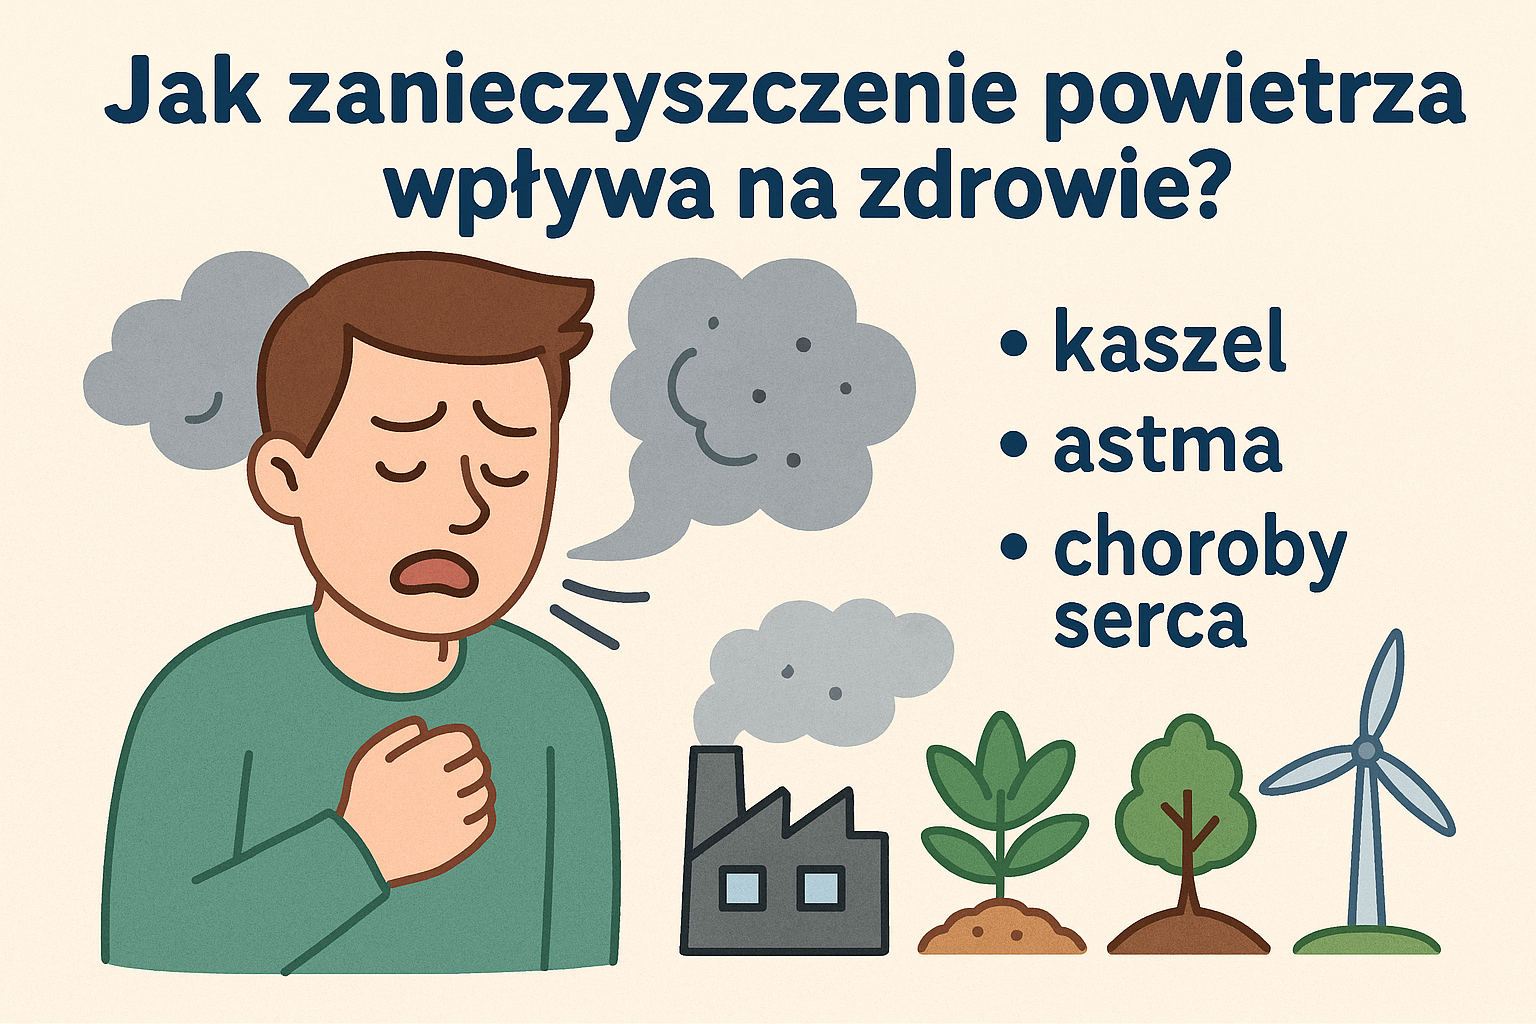 Jak zanieczyszczenie powietrza
wpływa na zdrowie?
• kaszel
• astma
• choroby
serca